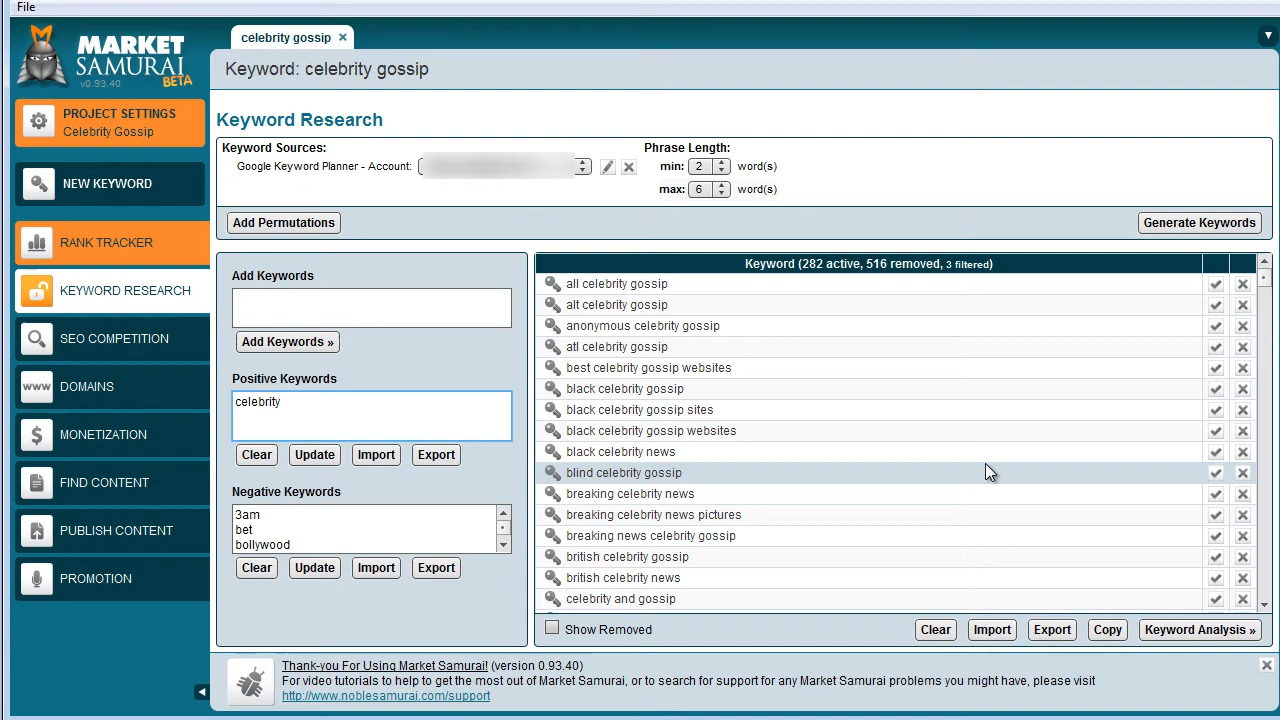 File
MARKET SAMURAI BETA
v0.93.40
celebrity gossip
Keyword: celebrity gossip
PROJECT SETTINGS
Celebrity Gossip
NEW KEYWORD
RANK TRACKER
KEYWORD RESEARCH
SEO COMPETITION
www DOMAINS
$ MONETIZATION
FIND CONTENT
PUBLISH CONTENT
PROMOTION
Keyword Research
Keyword Sources:
Google Keyword Planner - Account:
Phrase Length:
min: 2 word(s)
max: 6 word(s)
Add Permutations
Generate Keywords
Add Keywords
Add Keywords »
Positive Keywords
celebrity
Clear Update Import Export
Negative Keywords
3am
bet
bollywood
Clear Update Import Export
Keyword (282 active, 516 removed, 3 filtered)
all celebrity gossip
alt celebrity gossip
anonymous celebrity gossip
atl celebrity gossip
best celebrity gossip websites
black celebrity gossip
black celebrity gossip sites
black celebrity gossip websites
black celebrity news
blind celebrity gossip
breaking celebrity news
breaking celebrity news pictures
breaking news celebrity gossip
british celebrity gossip
british celebrity news
celebrity and gossip
Show Removed
Clear Import Export Copy Keyword Analysis »
Thank-you For Using Market Samurai! (version 0.93.40)
For video tutorials to help to get the most out of Market Samurai, or to search for support for any Market Samurai problems you might have, please visit
http://www.noblesamurai.com/support